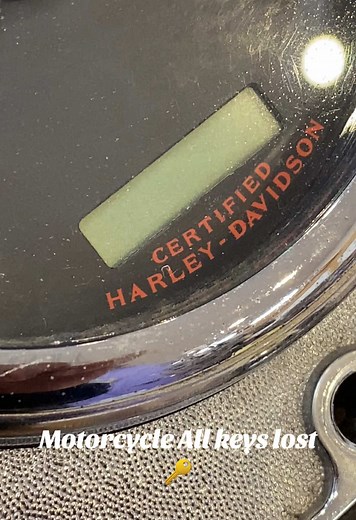 CERTIFIED
HARLEY-DAVIDSON
Motorcycle All keys lost
🔑